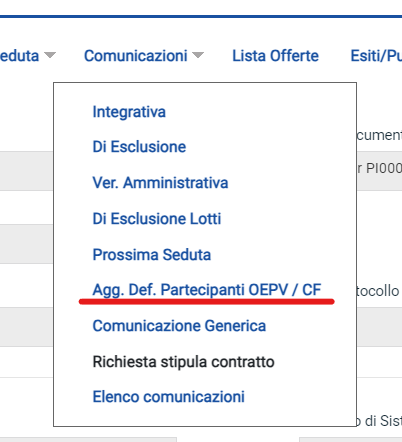 eduta Comunicazioni Lista Offerte Esiti/Pu
Integrativa
cument
Di Esclusione
r PI000
Ver. Amministrativa
Di Esclusione Lotti
Prossima Seduta
Agg. Def. Partecipanti OEPV / CF
tocollo
Comunicazione Generica
Richiesta stipula contratto
Elenco comunicazioni
o di Sist